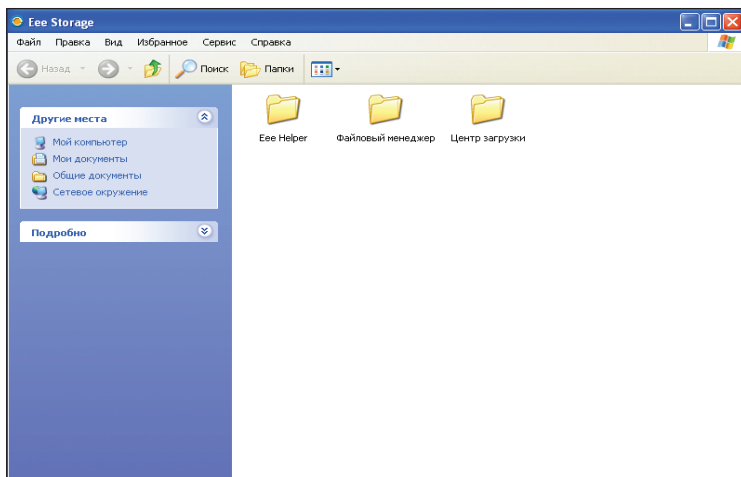 Eee Storage
Файл Правка Вид Избранное Сервис Справка
Назад Поиск Папки
Другие места
Мой компьютер
Мои документы
Общие документы
Сетевое окружение
Подробно
Eee Helper Файловый менеджер Центр загрузки